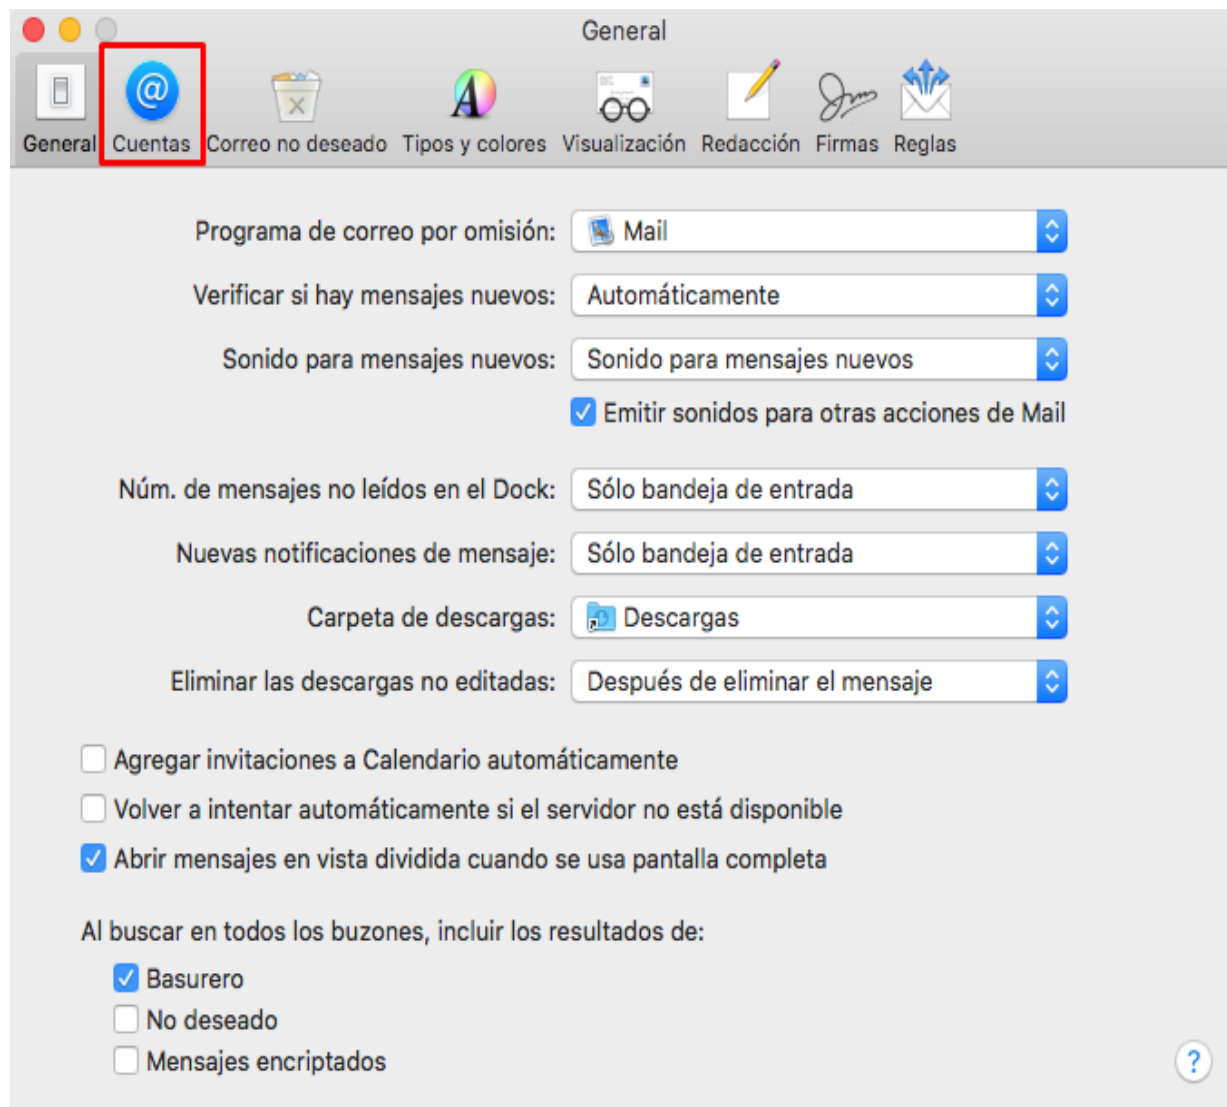 General
General Cuentas Correo no deseado Tipos y colores Visualización Redacción Firmas Reglas
Programa de correo por omisión: Mail
Verificar si hay mensajes nuevos: Automáticamente
Sonido para mensajes nuevos: Sonido para mensajes nuevos
Emitir sonidos para otras acciones de Mail
Núm. de mensajes no leídos en el Dock: Sólo bandeja de entrada
Nuevas notificaciones de mensaje: Sólo bandeja de entrada
Carpeta de descargas: Descargas
Eliminar las descargas no editadas: Después de eliminar el mensaje
Agregar invitaciones a Calendario automáticamente
Volver a intentar automáticamente si el servidor no está disponible
Abrir mensajes en vista dividida cuando se usa pantalla completa
Al buscar en todos los buzones, incluir los resultados de:
Basurero
No deseado
Mensajes encriptados
?